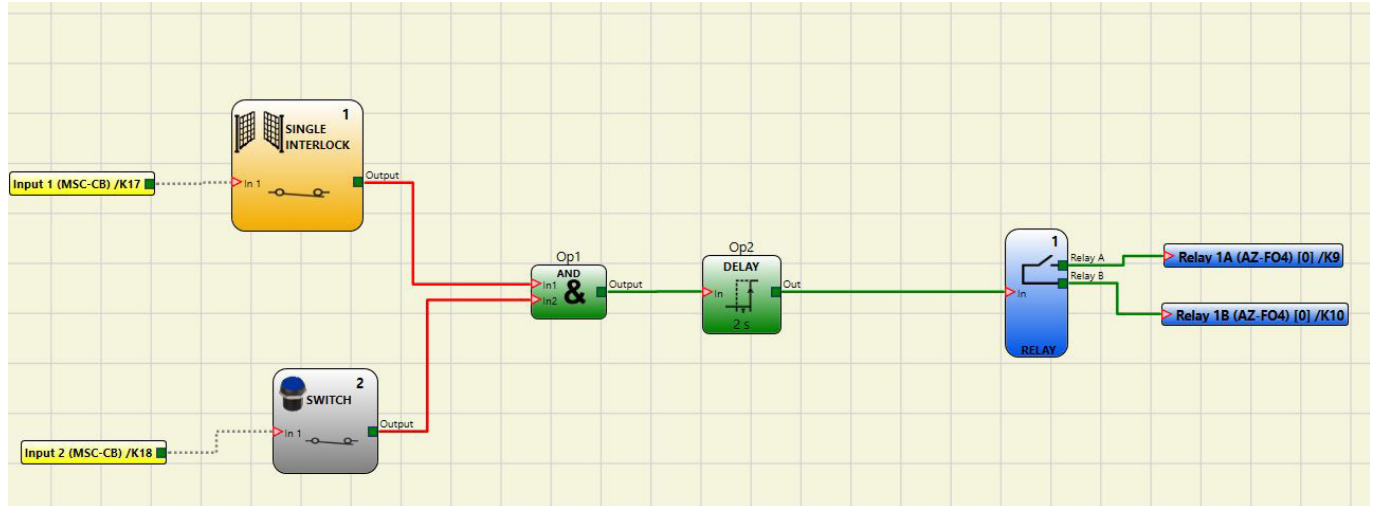 1
SINGLE
INTERLOCK
Output
Input 1 (MSC-CB) /K17
In 1
Op1
AND
In1
&
In2
Output
Op2
DELAY
In
Out
2 s
1
Relay A
Relay B
In
RELAY
Relay 1A (AZ-FO4) [0] /K9
Relay 1B (AZ-FO4) [0] /K10
2
SWITCH
Output
In 1
Input 2 (MSC-CB) /K18